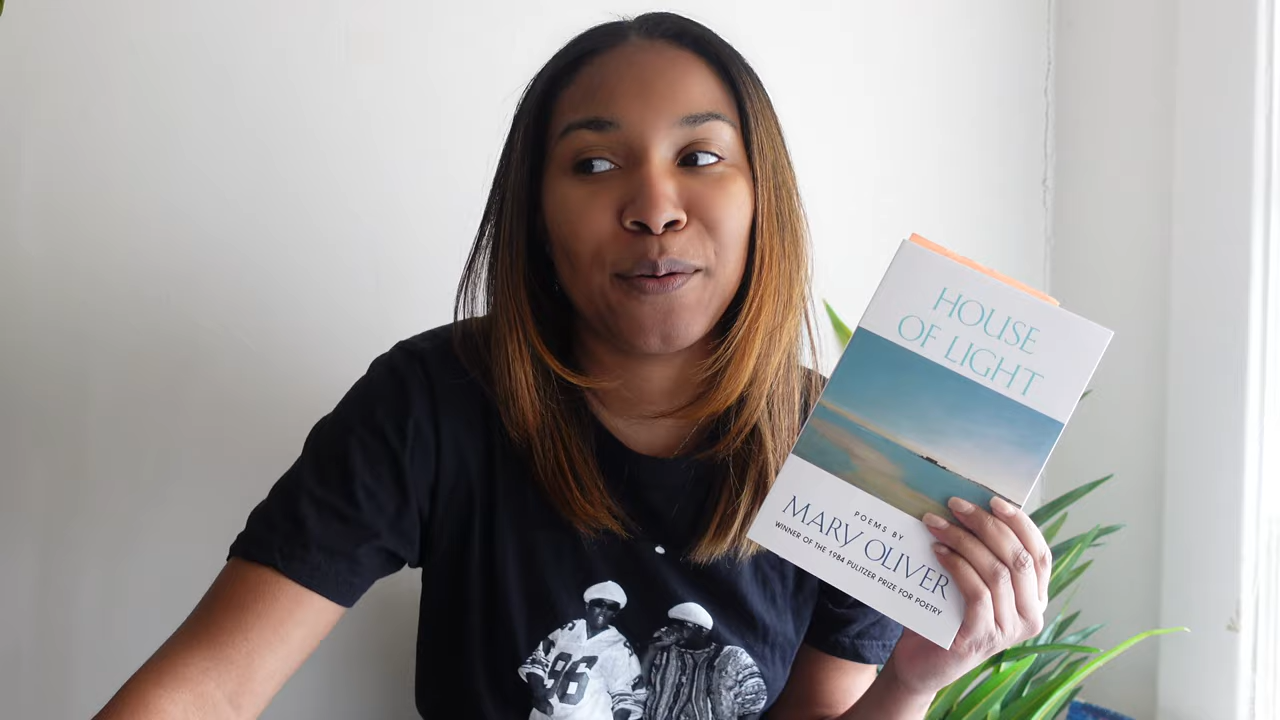 HOUSE
OF LIGHT
POEMS BY
MARY OLIVER
WINNER OF THE 1984 PULITZER PRIZE FOR POETRY
96